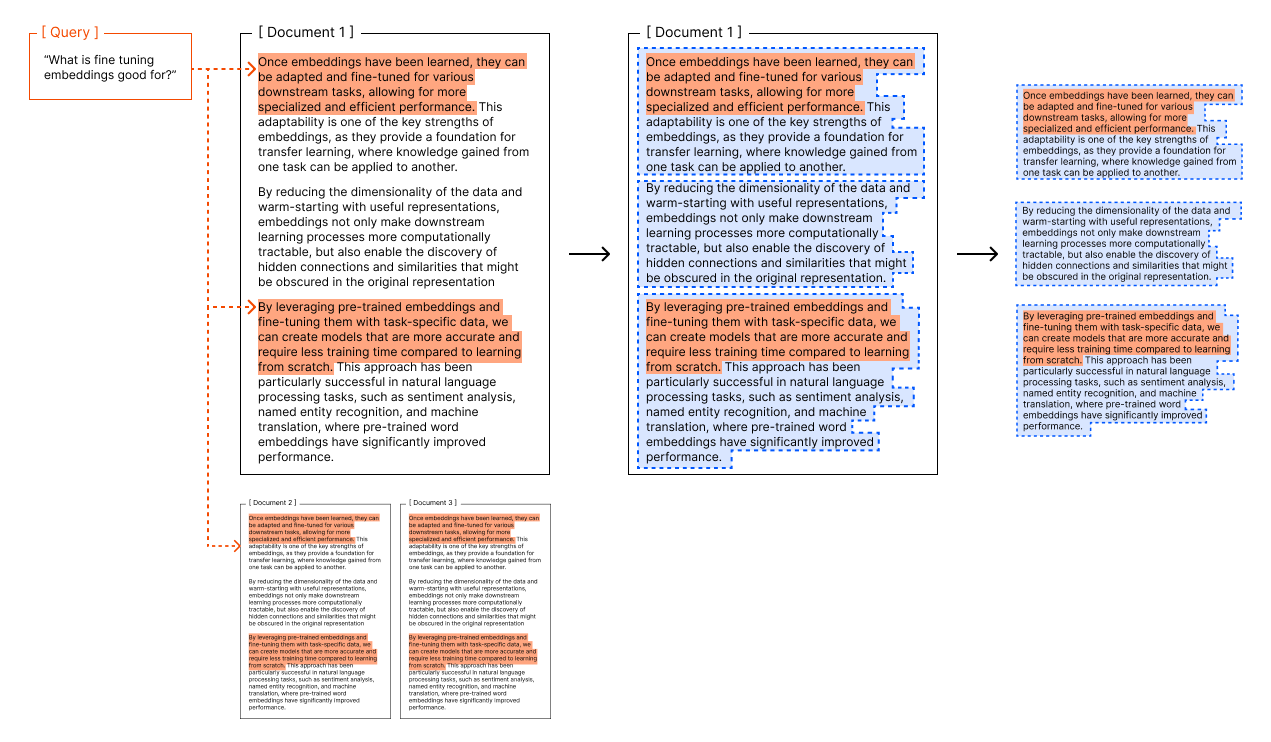 [ Query ]
“What is fine tuning
embeddings good for?”
[ Document 1 ]
Once embeddings have been learned, they can
be adapted and fine-tuned for various
downstream tasks, allowing for more
specialized and efficient performance. This
adaptability is one of the key strengths of
embeddings, as they provide a foundation for
transfer learning, where knowledge gained from
one task can be applied to another.
By reducing the dimensionality of the data and
warm-starting with useful representations,
embeddings not only make downstream
learning processes more computationally
tractable, but also enable the discovery of
hidden connections and similarities that might
be obscured in the original representation
By leveraging pre-trained embeddings and
fine-tuning them with task-specific data, we
can create models that are more accurate and
require less training time compared to learning
from scratch. This approach has been
particularly successful in natural language
processing tasks, such as sentiment analysis,
named entity recognition, and machine
translation, where pre-trained word
embeddings have significantly improved
performance.
[ Document 1 ]
Once embeddings have been learned, they can
be adapted and fine-tuned for various
downstream tasks, allowing for more
specialized and efficient performance. This
adaptability is one of the key strengths of
embeddings, as they provide a foundation for
transfer learning, where knowledge gained from
one task can be applied to another.
By reducing the dimensionality of the data and
warm-starting with useful representations,
embeddings not only make downstream
learning processes more computationally
tractable, but also enable the discovery of
hidden connections and similarities that might
be obscured in the original representation.
By leveraging pre-trained embeddings and
fine-tuning them with task-specific data, we
can create models that are more accurate and
require less training time compared to learning
from scratch. This approach has been
particularly successful in natural language
processing tasks, such as sentiment analysis,
named entity recognition, and machine
translation, where pre-trained word
embeddings have significantly improved
performance.
Once embeddings have been learned, they can
be adapted and fine-tuned for various
downstream tasks, allowing for more
specialized and efficient performance. This
adaptability is one of the key strengths of
embeddings, as they provide a foundation for
transfer learning, where knowledge gained from
one task can be applied to another.
By reducing the dimensionality of the data and
warm-starting with useful representations,
embeddings not only make downstream
learning processes more computationally
tractable, but also enable the discovery of
hidden connections and similarities that might
be obscured in the original representation.
By leveraging pre-trained embeddings and
fine-tuning them with task-specific data, we
can create models that are more accurate and
require less training time compared to learning
from scratch. This approach has been
particularly successful in natural language
processing tasks, such as sentiment analysis,
named entity recognition, and machine
translation, where pre-trained word
embeddings have significantly improved
performance.
[ Document 2 ]
Once embeddings have been learned, they can
be adapted and fine-tuned for various
downstream tasks, allowing for more
specialized and efficient performance. This
adaptability is one of the key strengths of
embeddings, as they provide a foundation for
transfer learning, where knowledge gained from
one task can be applied to another.
By reducing the dimensionality of the data and
warm-starting with useful representations,
embeddings not only make downstream
learning processes more computationally
tractable, but also enable the discovery of
hidden connections and similarities that might
be obscured in the original representation
By leveraging pre-trained embeddings and
fine-tuning them with task-specific data, we
can create models that are more accurate and
require less training time compared to learning
from scratch. This approach has been
particularly successful in natural language
processing tasks, such as sentiment analysis,
named entity recognition, and machine
translation, where pre-trained word
embeddings have significantly improved
performance.
[ Document 3 ]
Once embeddings have been learned, they can
be adapted and fine-tuned for various
downstream tasks, allowing for more
specialized and efficient performance. This
adaptability is one of the key strengths of
embeddings, as they provide a foundation for
transfer learning, where knowledge gained from
one task can be applied to another.
By reducing the dimensionality of the data and
warm-starting with useful representations,
embeddings not only make downstream
learning processes more computationally
tractable, but also enable the discovery of
hidden connections and similarities that might
be obscured in the original representation
By leveraging pre-trained embeddings and
fine-tuning them with task-specific data, we
can create models that are more accurate and
require less training time compared to learning
from scratch. This approach has been
particularly successful in natural language
processing tasks, such as sentiment analysis,
named entity recognition, and machine
translation, where pre-trained word
embeddings have significantly improved
performance.